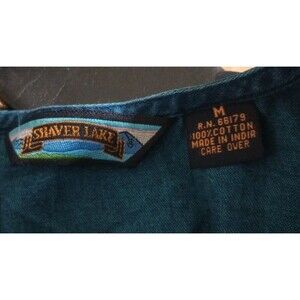 SHAVER LAKE
M
R.N. 66179
100% COTTON
MADE IN INDIA
CARE OVER